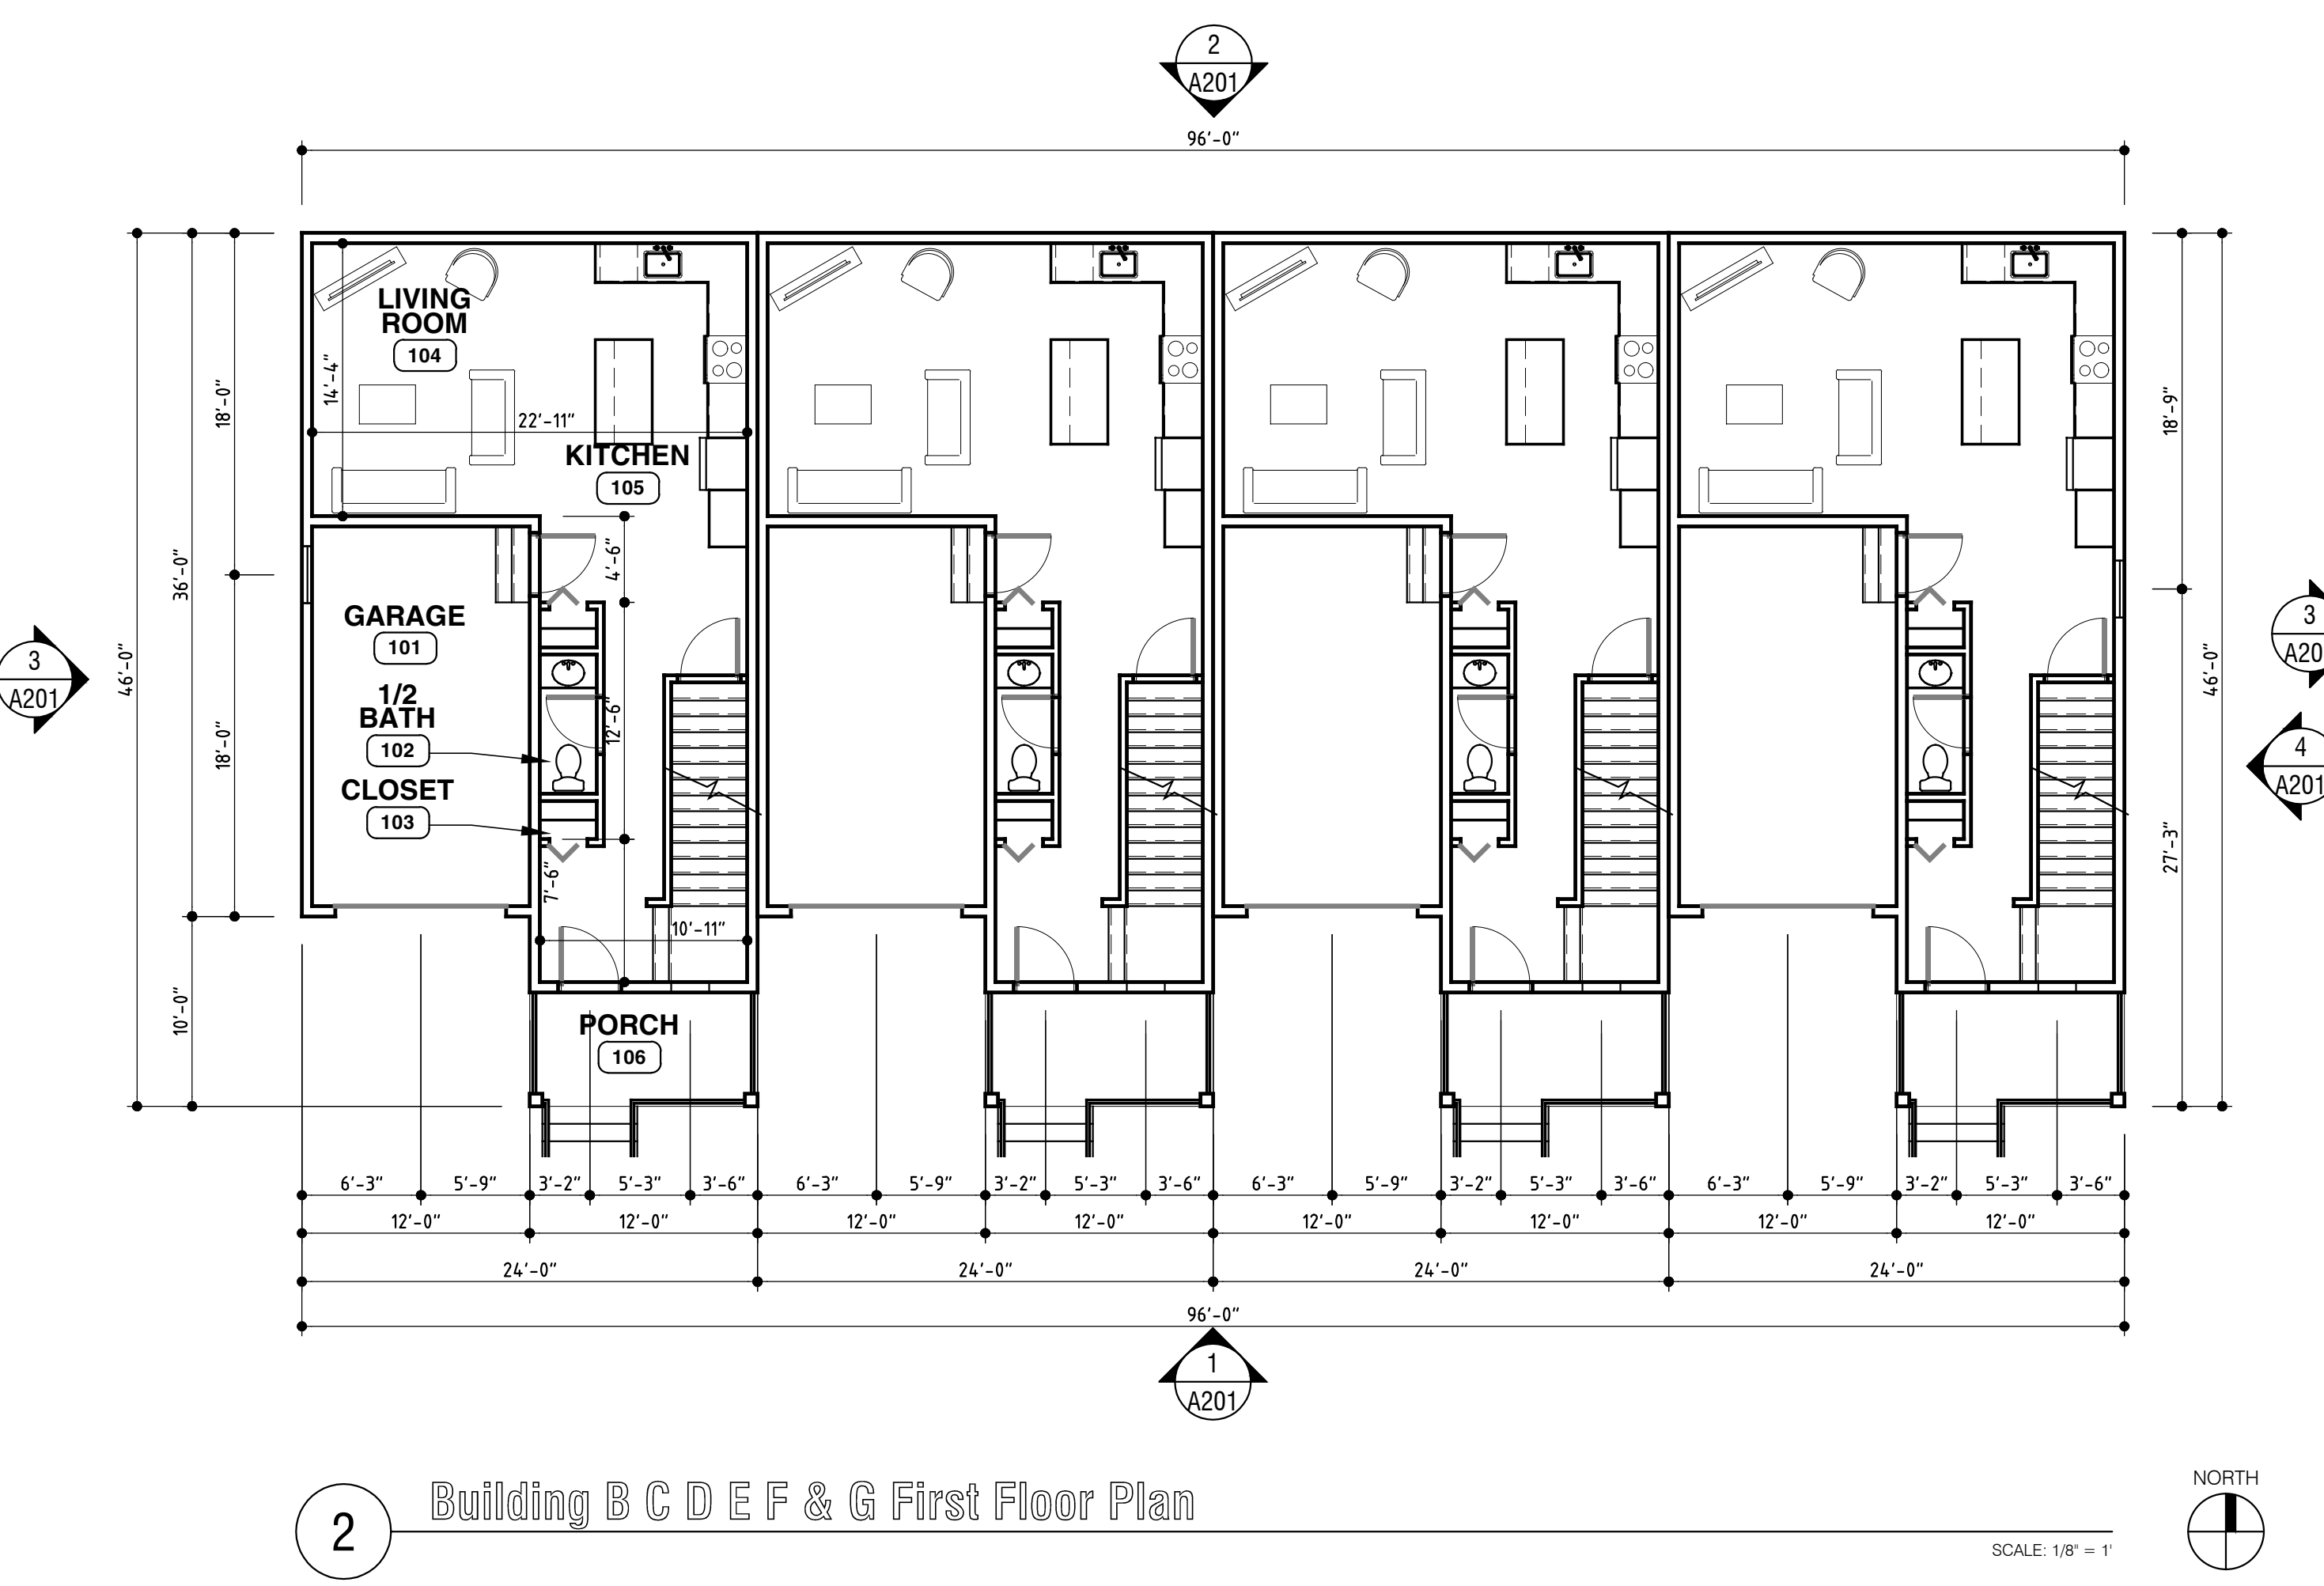 2
A201
96'-0"
LIVING
ROOM
104
14'-4"
22'-11"
KITCHEN
105
18'-0"
36'-0"
46'-0"
18'-0"
10'-0"
4'-6"
12'-6"
7'-6"
10'-11"
GARAGE
101
1/2
BATH
102
CLOSET
103
PORCH
106
3
A201
18'-9"
27'-3"
46'-0"
3
A20
4
A201
6'-3" 5'-9" 3'-2" 5'-3" 3'-6" 6'-3" 5'-9" 3'-2" 5'-3" 3'-6" 6'-3" 5'-9" 3'-2" 5'-3" 3'-6" 6'-3" 5'-9" 3'-2" 5'-3" 3'-6"
12'-0" 12'-0" 12'-0" 12'-0" 12'-0" 12'-0" 12'-0" 12'-0"
24'-0" 24'-0" 24'-0" 24'-0"
96'-0"
1
A201
2
Building B C D E F & G First Floor Plan
SCALE: 1/8" = 1'
NORTH